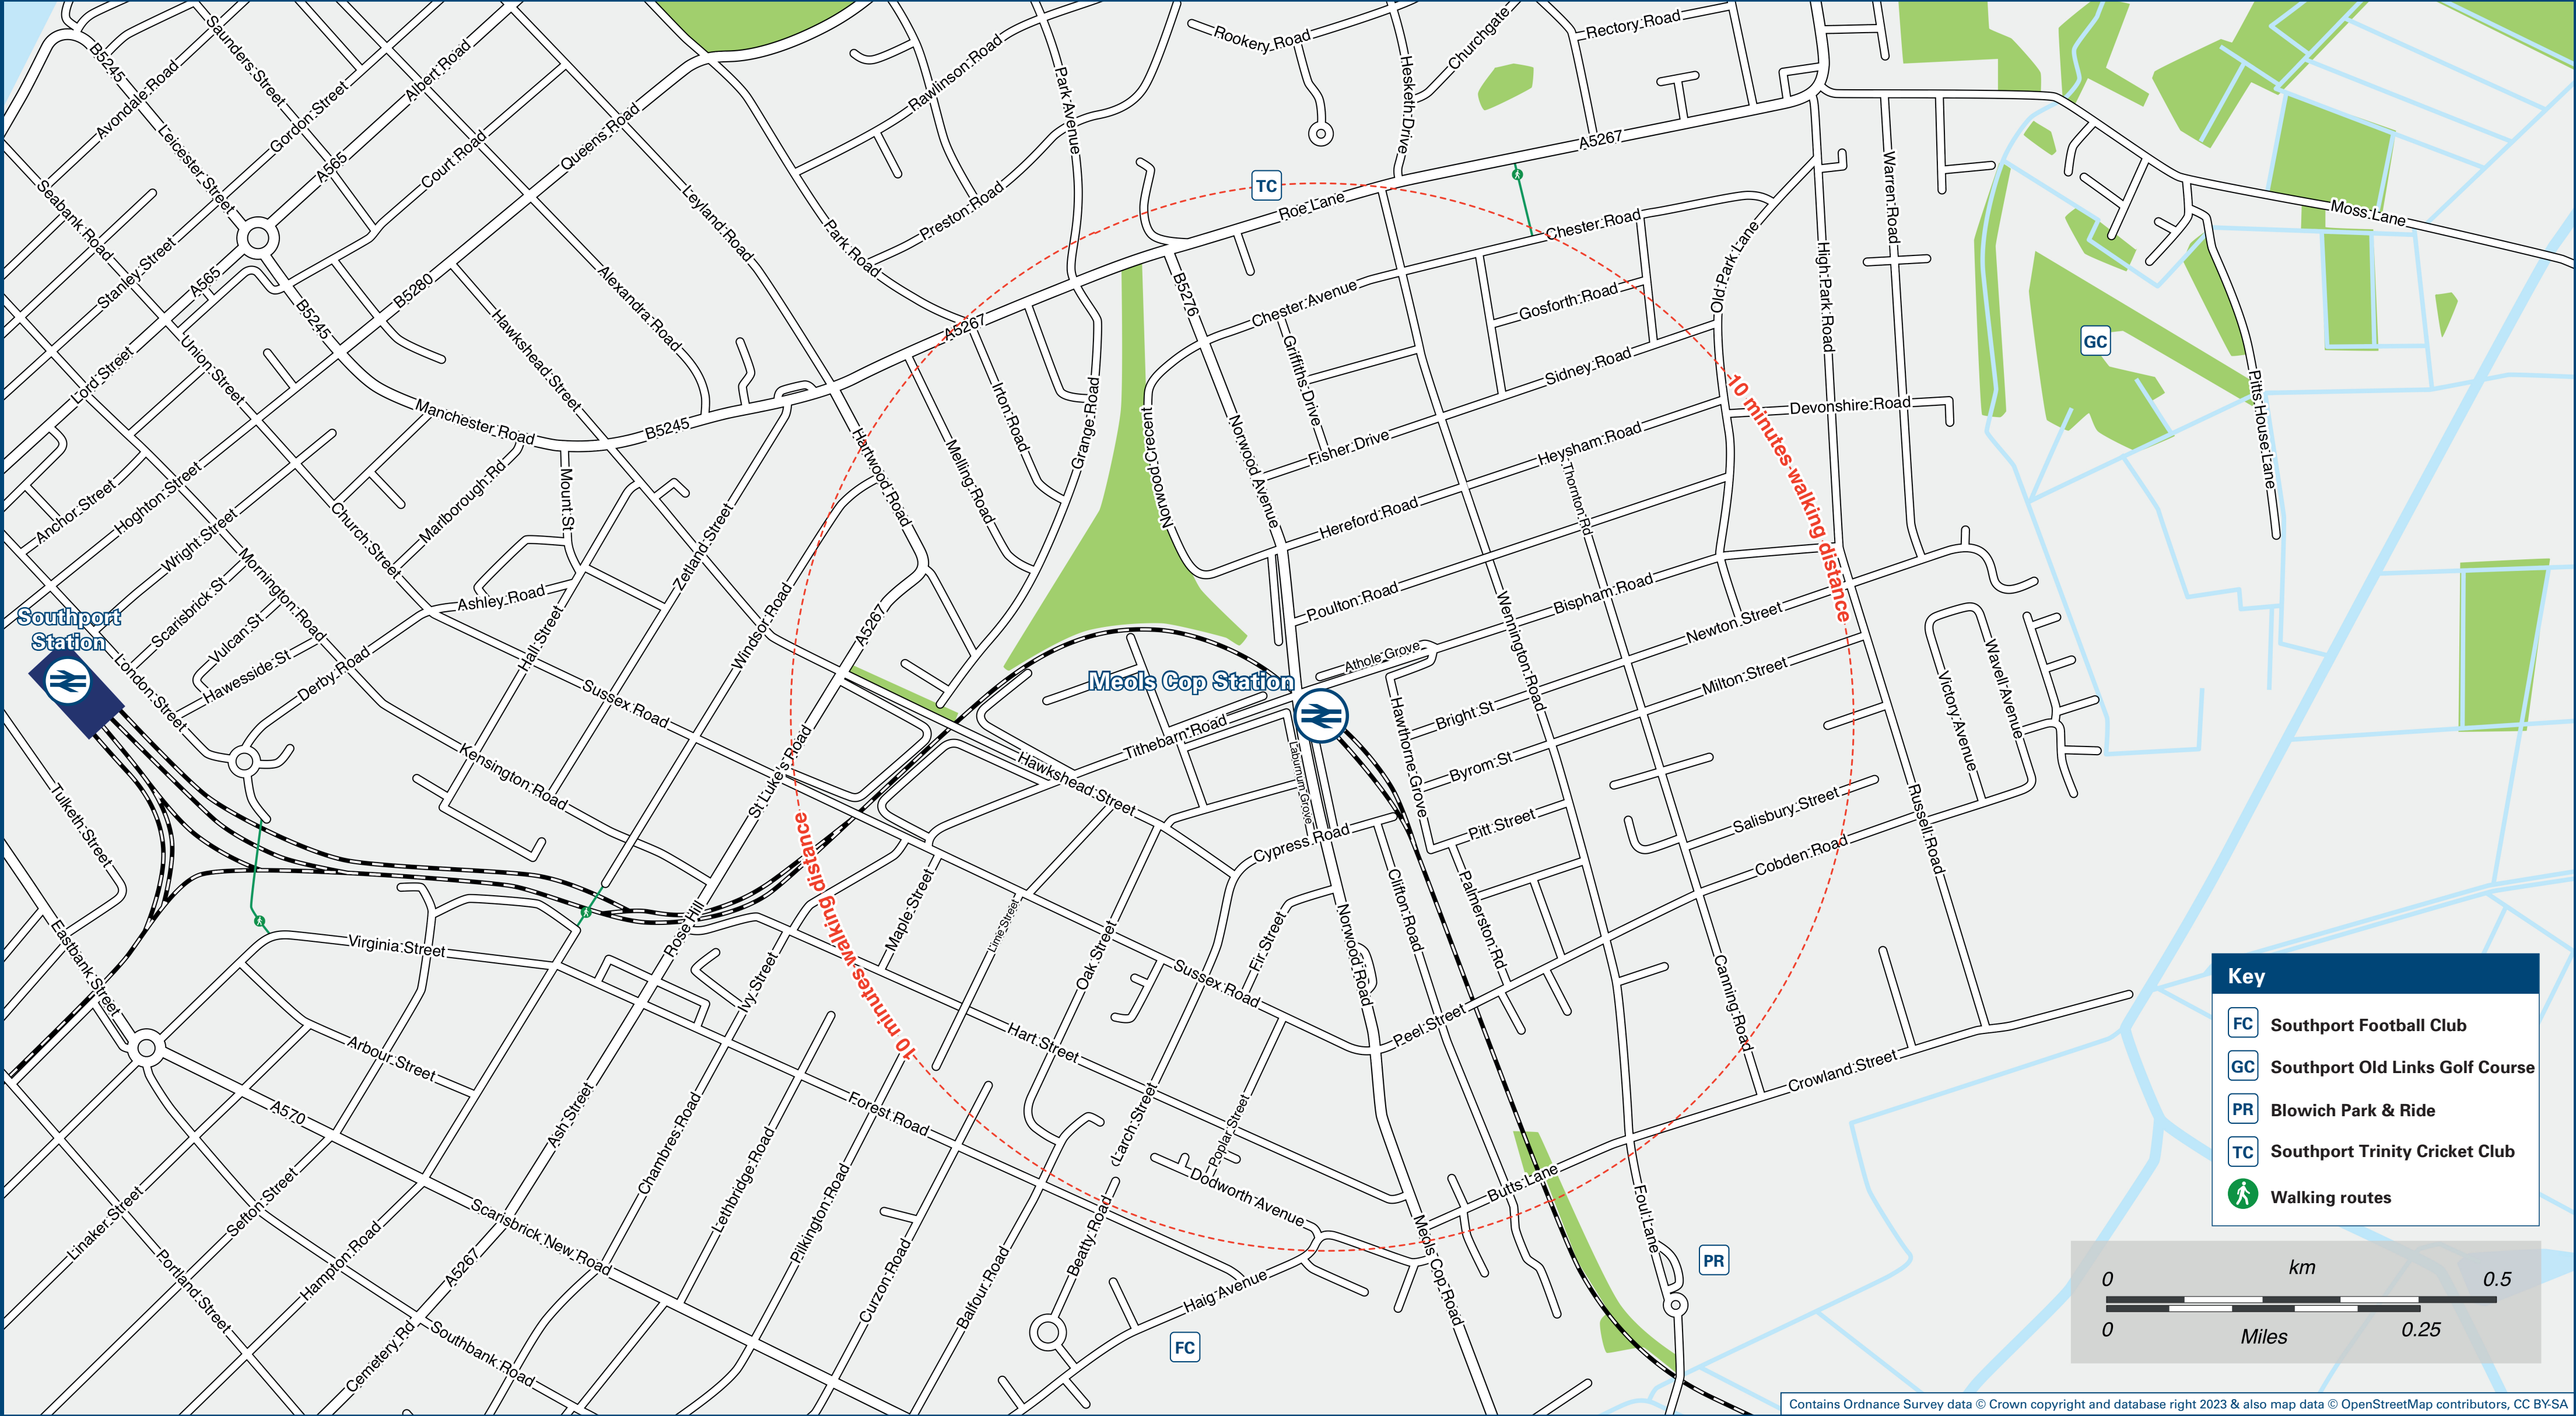 B5245
Saunders Street
Avondale Road
Leicester Street
Gordon Street
Albert Road
A565
Court Road
Queens Road
Seabank Road
Stanley Street
A565
B5245
B5280
Leyland Road
Alexandra Road
Hawkshead Street
Union Street
Lord Street
Manchester Road
B5245
Rawlinson Road
Park Avenue
Preston Road
Park Road
Rookery Road
Hesketh Drive
Churchgate
Rectory Road
A5267
TC
Roe Lane
Chester Road
Old Park Lane
High Park Road
Warren Road
Moss Lane
GC
Pitts House Lane
A5267
B5276
Chester Avenue
Griffiths Drive
Gosforth Road
Sidney Road
Devonshire Road
Irton Road
Grange Road
Melling Road
Hartwood Road
Norwood Crescent
Norwood Avenue
Fisher Drive
Heysham Road
Hereford Road
Thornton Rd
10 minutes walking distance
Anchor Street
Hoghton Street
Wright Street
Marlborough Rd
Mount St
Church Street
Zetland Street
Scarisbrick St
Mornington Road
Ashley Road
Windsor Road
A5267
Poulton Road
Bispham Road
Wennington Road
Newton Street
Athole Grove
Milton Street
Wavell Avenue
Victory Avenue
Southport
Station
Vulcan St
Hawesside St
London Street
Derby Road
Hall Street
Sussex Road
Meols Cop Station
Tithebarn Road
Hawthorne Grove
Bright St
Byrom St
Kensington Road
St Luke's Road
Hawkshead Street
Laburnum Grove
Cypress Road
Pitt Street
Salisbury Street
Cobden Road
Russell Road
Tulketh Street
Eastbank Street
Virginia Street
Rose Hill
Ivy Street
Maple Street
Lime Street
Oak Street
Fir Street
Norwood Road
Clifton Road
Palmerston Rd
Canning Road
Sussex Road
Peel Street
Hart Street
Crowland Street
10 minutes walking distance
Arbour Street
A570
Ash Street
Chambres Road
Forest Road
Larch Street
Poplar Street
Dodworth Avenue
Butts Lane
Foul Lane
PR
Linaker Street
Sefton Street
Hampton Road
Portland Street
A5267
Scarisbrick New Road
Lethbridge Road
Pilkington Road
Curzon Road
Balfour Road
Beatty Road
Haig Avenue
Meols Cop Road
FC
Cemetery Rd
Southbank Road
Key
FC Southport Football Club
GC Southport Old Links Golf Course
PR Blowich Park & Ride
TC Southport Trinity Cricket Club
Walking routes
km
0 0.5
0 Miles 0.25
Contains Ordnance Survey data © Crown copyright and database right 2023 & also map data © OpenStreetMap contributors, CC BY-SA